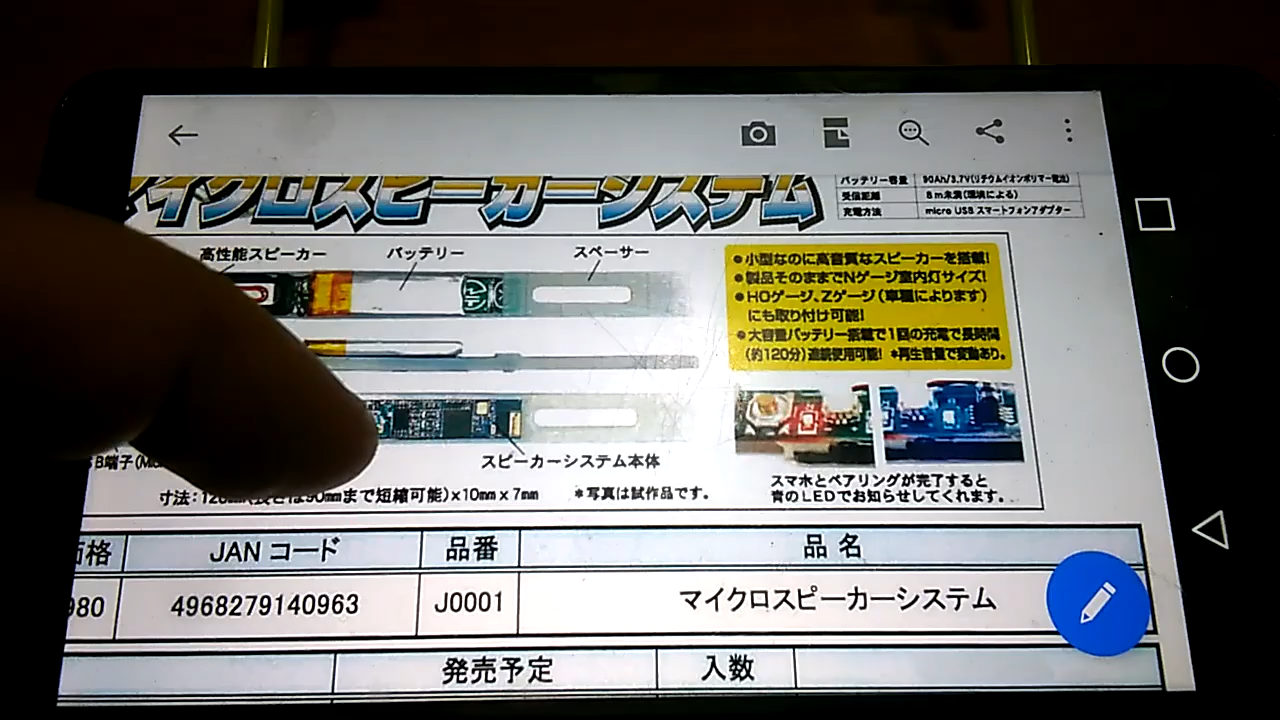 マイクロスピーカーシステム
バッテリー容量 90Ah/3.7V(リチウムイオンポリマー電池)
受信距離 8m未満(環境による)
充電方法 micro USB スマートフォンアダプター
高性能スピーカー バッテリー スペーサー
●小型なのに高音質なスピーカーを搭載!
●製品そのままでNゲージ室内灯サイズ!
●HOゲージ、Zゲージ(車種によります)
にも取り付け可能!
●大容量バッテリー搭載で1回の充電で長時間
(約120分)連続使用可能! *再生音量で変動あり。
B端子 スピーカーシステム本体
スマホとペアリングが完了すると
青のLEDでお知らせしてくれます。
寸法: 90mmまで短縮可能)×10mm×7mm *写真は試作品です。
格 JANコード 品番 品名
980 4968279140963 J0001 マイクロスピーカーシステム
発売予定 入数